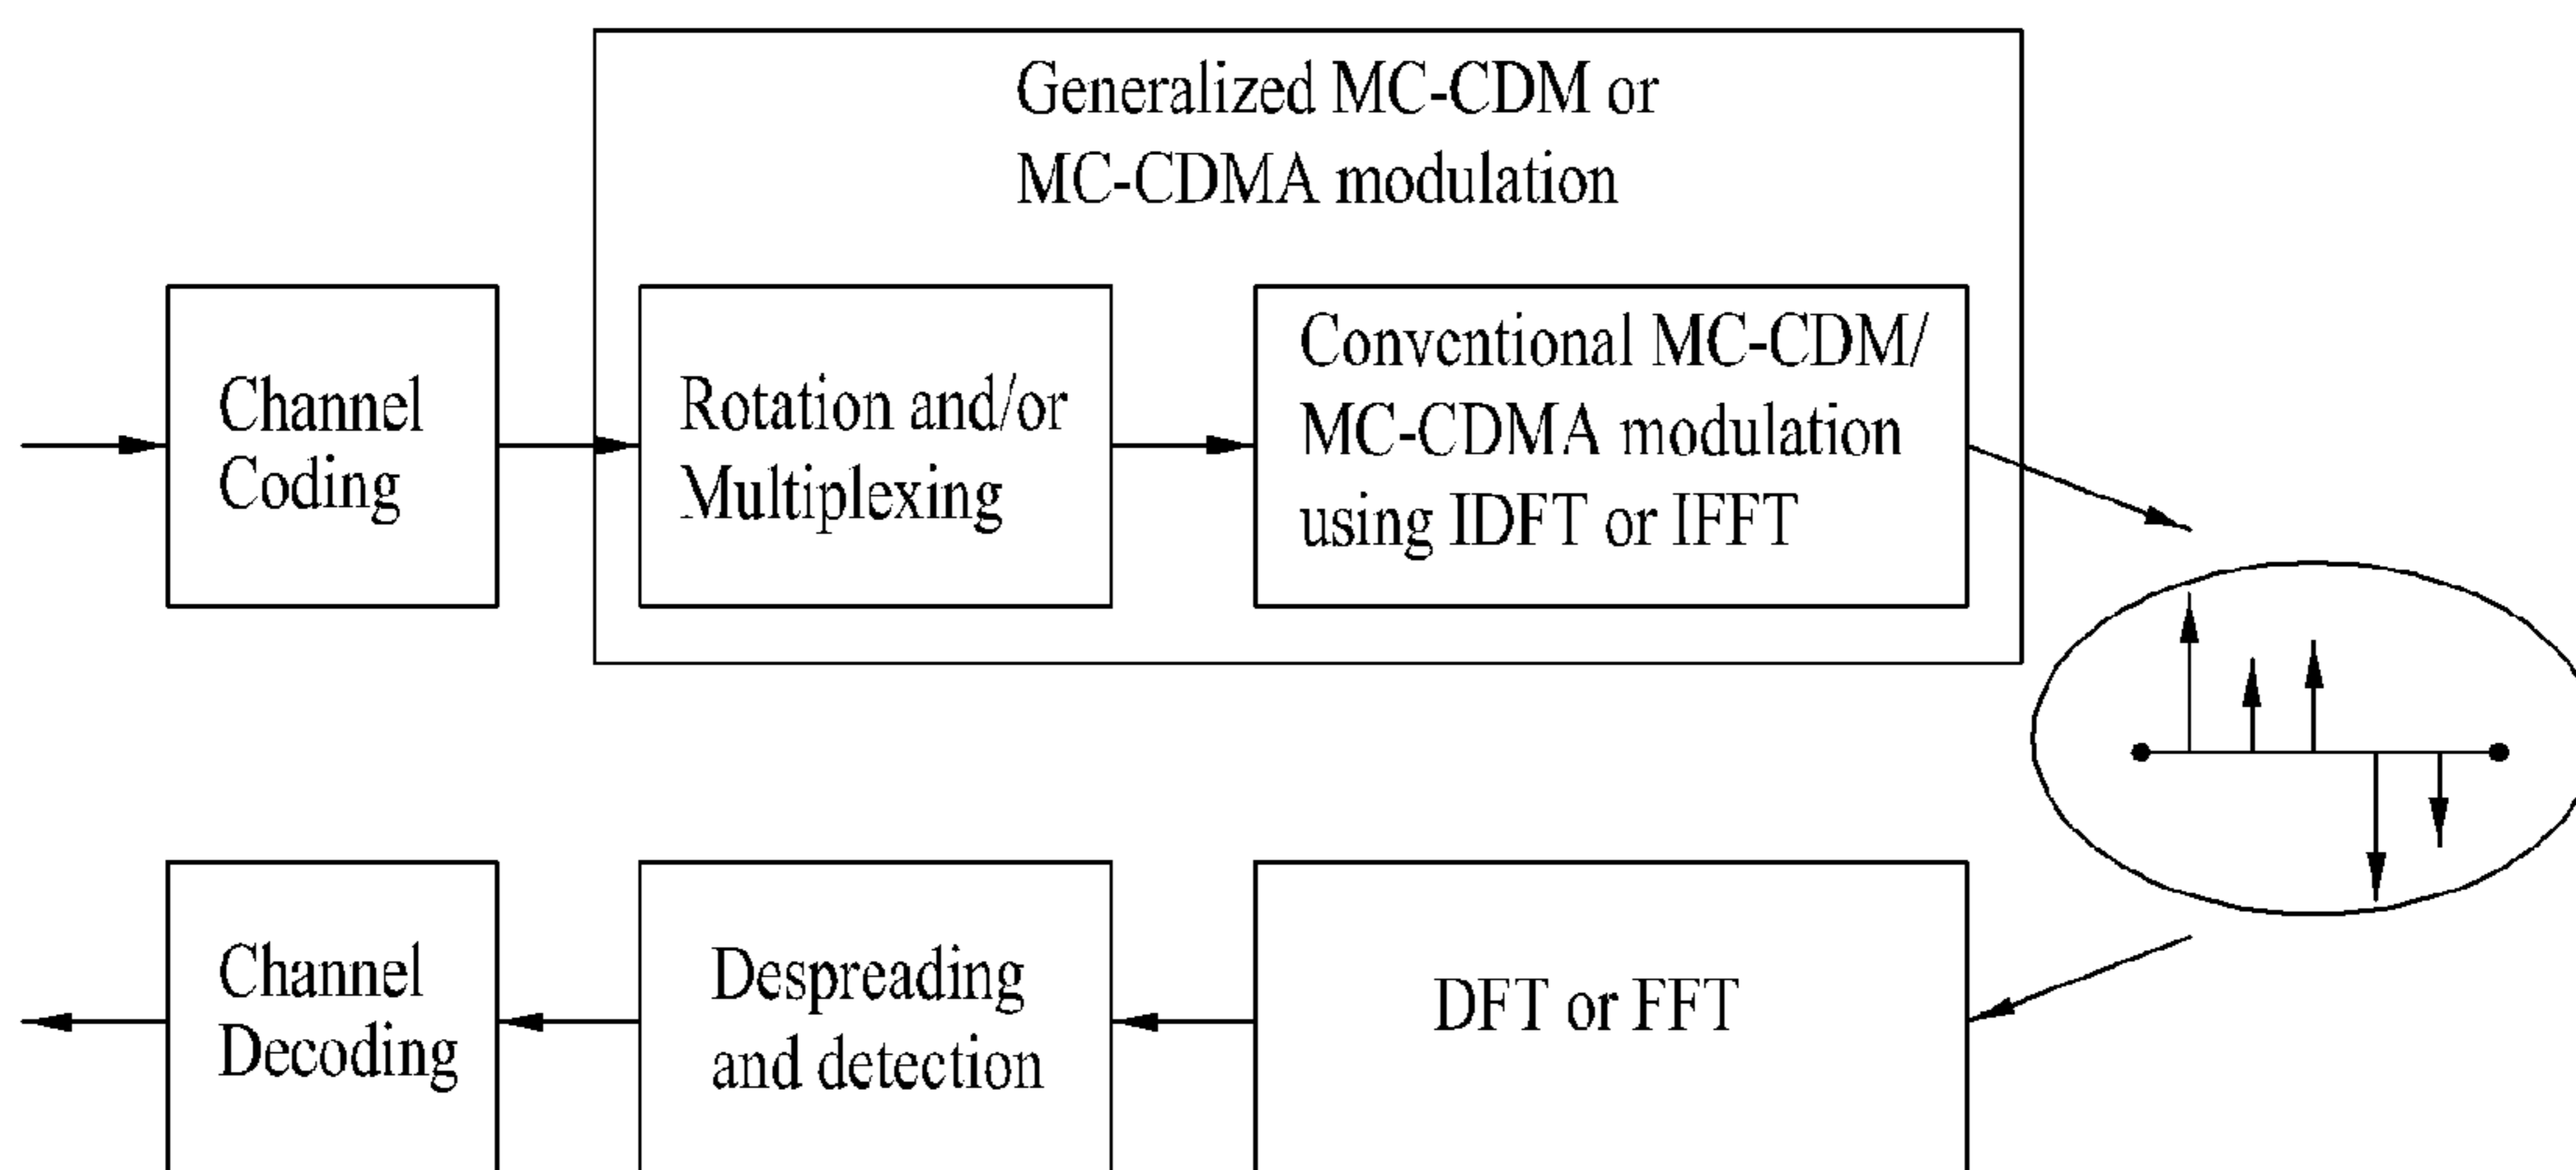 Generalized MC-CDM or
MC-CDMA modulation
Channel
Coding
Rotation and/or
Multiplexing
Conventional MC-CDM/
MC-CDMA modulation
using IDFT or IFFT
Channel
Decoding
Despreading
and detection
DFT or FFT